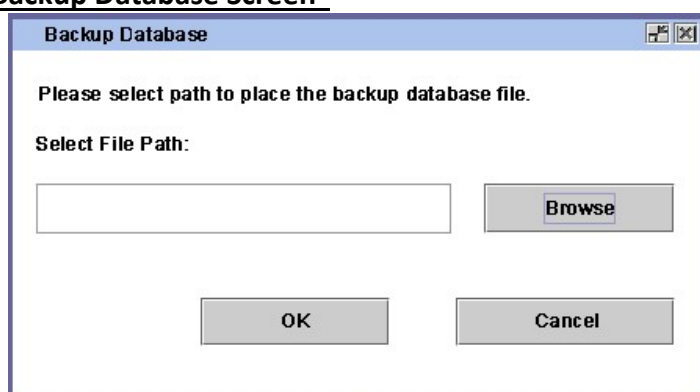 Backup Database Screen
Backup Database
Please select path to place the backup database file.
Select File Path:
Browse
OK
Cancel